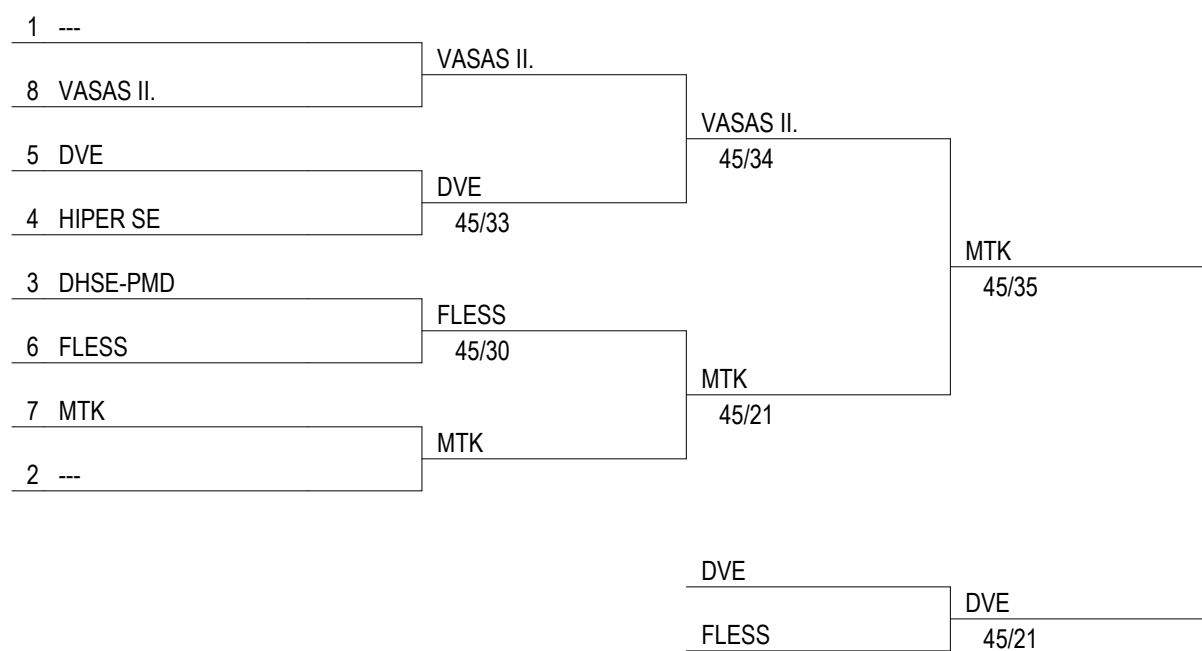 1 ---
VASAS II.
8 VASAS II.
VASAS II.
45/34
5 DVE
DVE
45/33
4 HIPER SE
MTK
45/35
3 DHSE-PMD
FLESS
45/30
6 FLESS
MTK
45/21
7 MTK
MTK
2 ---
DVE
DVE
45/21
FLESS